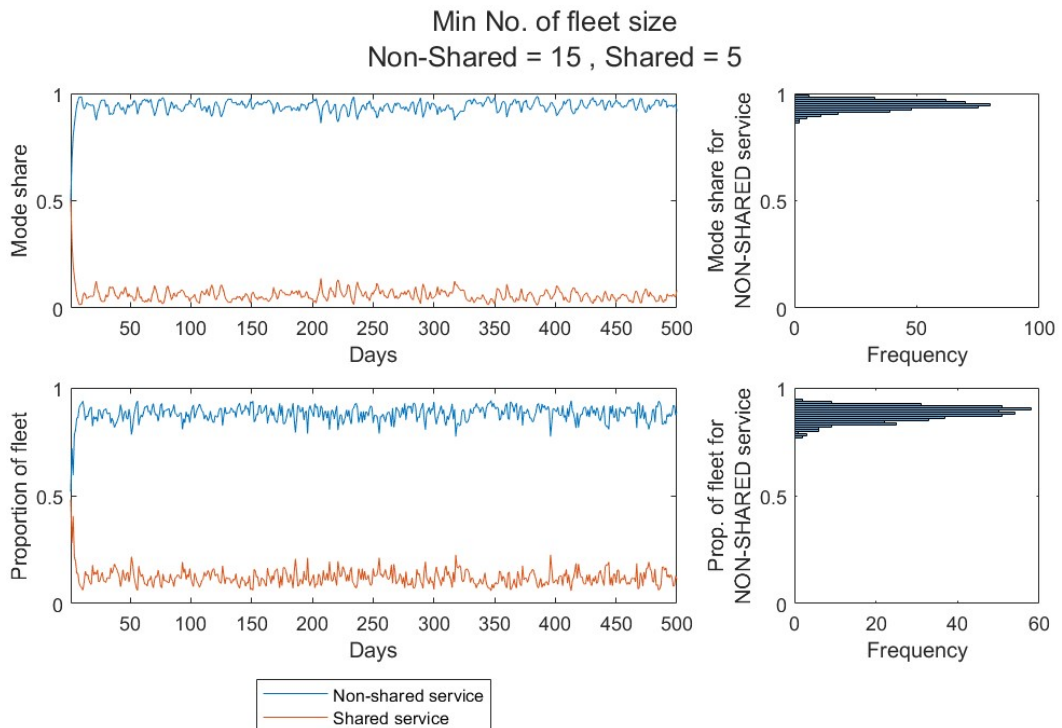 Min No. of fleet size
Non-Shared = 15 , Shared = 5
Mode share
1
0.5
0
50 100 150 200 250 300 350 400 450 500
Days
Mode share for
NON-SHARED service
1
0.5
0
0 50 100
Frequency
Proportion of fleet
1
0.5
0
50 100 150 200 250 300 350 400 450 500
Days
Prop. of fleet for
NON-SHARED service
1
0.5
0
0 20 40 60
Frequency
Non-shared service
Shared service